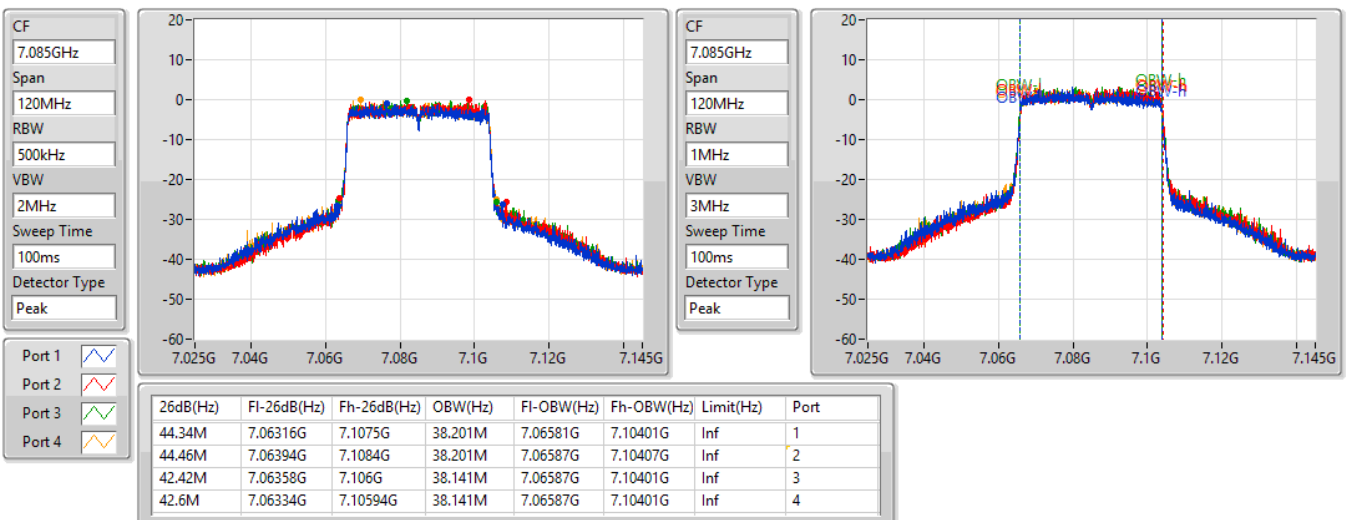 CF
7.085GHz
Span
120MHz
RBW
500kHz
VBW
2MHz
Sweep Time
100ms
Detector Type
Peak
20-
10-
0-
-10-
-20-
-30-
-40-
-50-
-60-
7.025G 7.04G 7.06G 7.08G 7.1G 7.12G 7.145G
CF
7.085GHz
Span
120MHz
RBW
1MHz
VBW
3MHz
Sweep Time
100ms
Detector Type
Peak
20-
10-
0-
-10-
-20-
-30-
-40-
-50-
-60-
OBW-h
OBW-h
7.025G 7.04G 7.06G 7.08G 7.1G 7.12G 7.145G
Port 1
Port 2
Port 3
Port 4
26dB(Hz) Fl-26dB(Hz) Fh-26dB(Hz) OBW(Hz) Fl-OBW(Hz) Fh-OBW(Hz) Limit(Hz) Port
44.34M 7.06316G 7.1075G 38.201M 7.06581G 7.10401G Inf 1
44.46M 7.06394G 7.1084G 38.201M 7.06587G 7.10407G Inf 2
42.42M 7.06358G 7.106G 38.141M 7.06587G 7.10401G Inf 3
42.6M 7.06334G 7.10594G 38.141M 7.06587G 7.10401G Inf 4